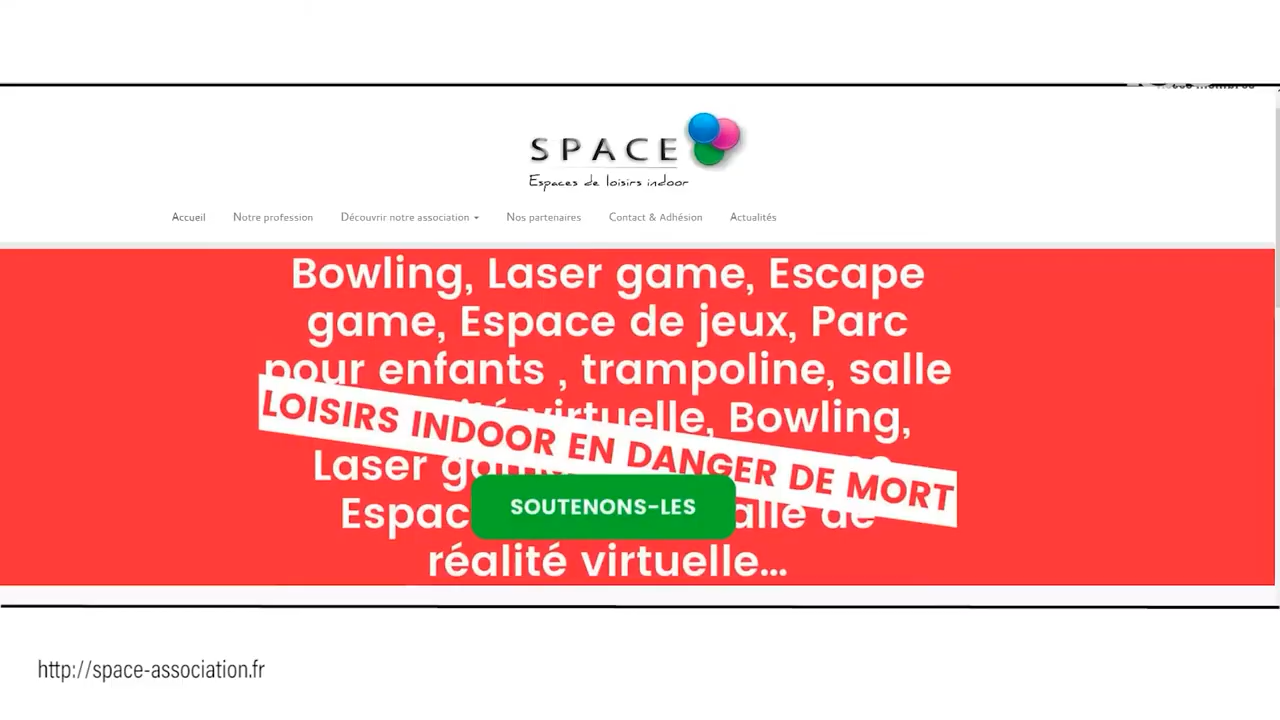 SPACE
Espaces de loisirs indoor
Accueil Notre profession Découvrir notre association Nos partenaires Contact & Adhésion Actualités
Bowling, Laser game, Escape
game, Espace de jeux, Parc
pour enfants , trampoline, salle
virtuelle, Bowling,
LOISIRS INDOOR EN DANGER DE MORT
Laser
SOUTENONS-LES
de
réalité virtuelle...
http://space-association.fr